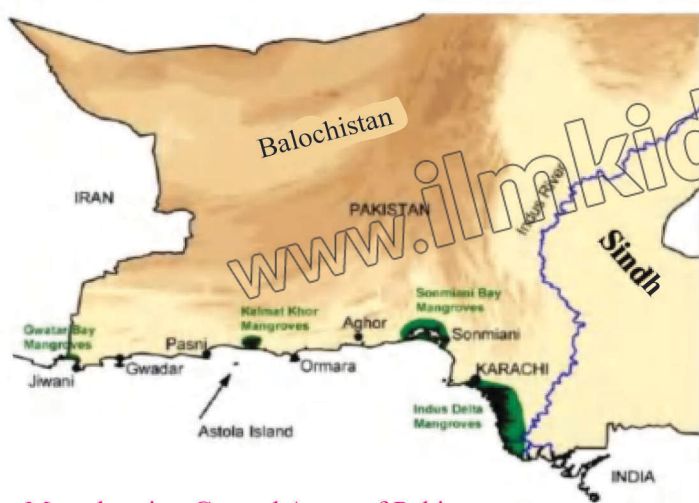 Balochistan
www.ilmkid
IRAN
PAKISTAN
Indus River
Sindh
Sonmiani Bay
Mangroves
Kalmat Khor
Mangroves
Gwatar Bay
Mangroves
Aghor
Sonmiani
Pasni
Jiwani
Gwadar
Ormara
KARACHI
Astola Island
Indus Delta
Mangroves
INDIA